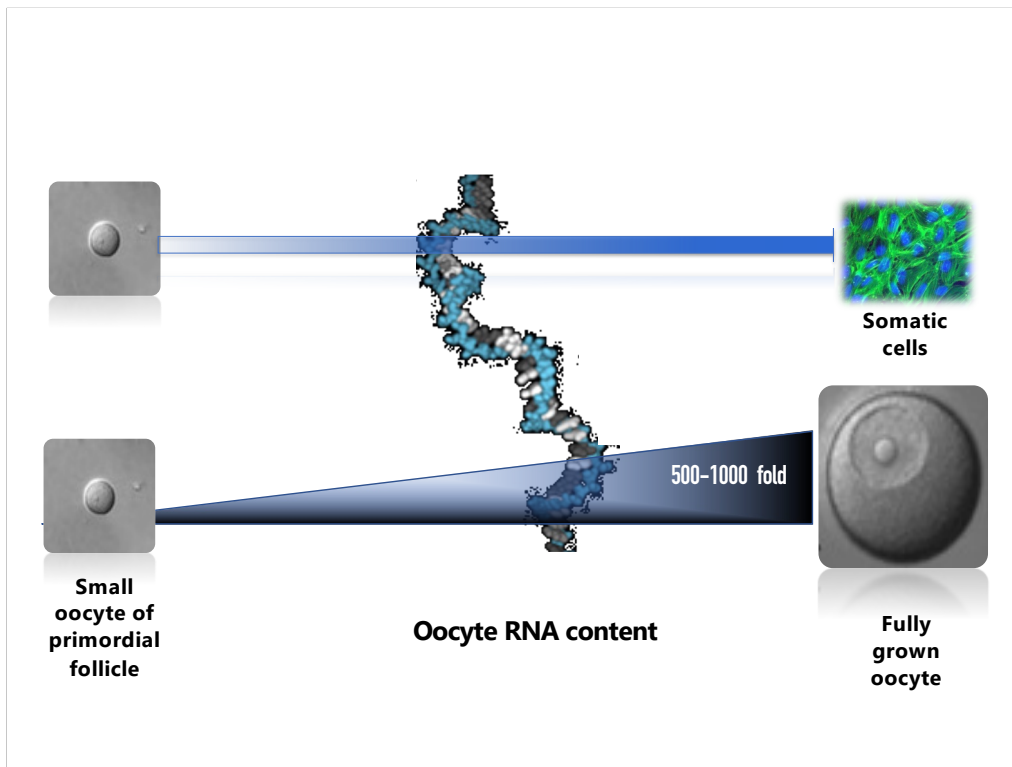 Somatic
cells
500-1000 fold
Small
oocyte of
primordial
follicle
Oocyte RNA content
Fully
grown
oocyte